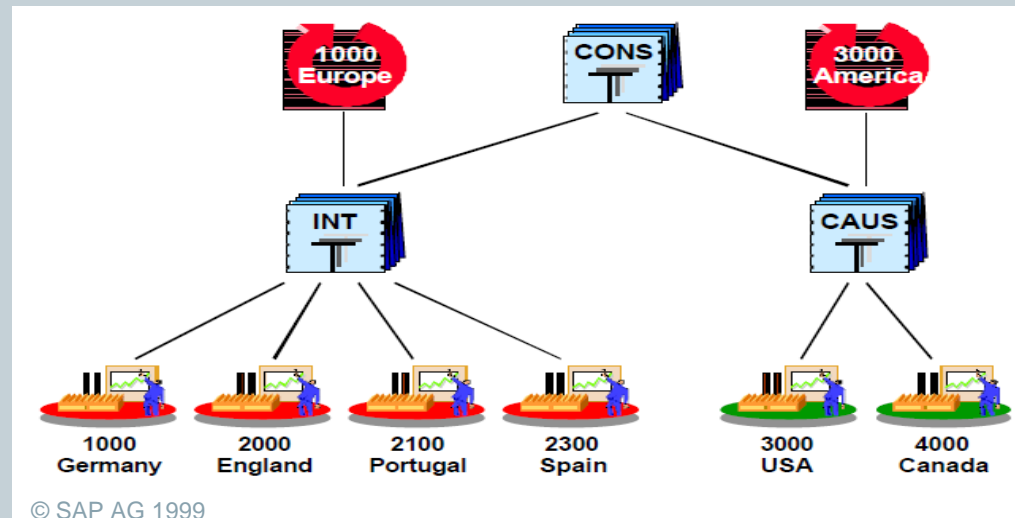 1000
Europe
CONS
3000
America
INT
CAUS
1000
Germany
2000
England
2100
Portugal
2300
Spain
3000
USA
4000
Canada
© SAP AG 1999